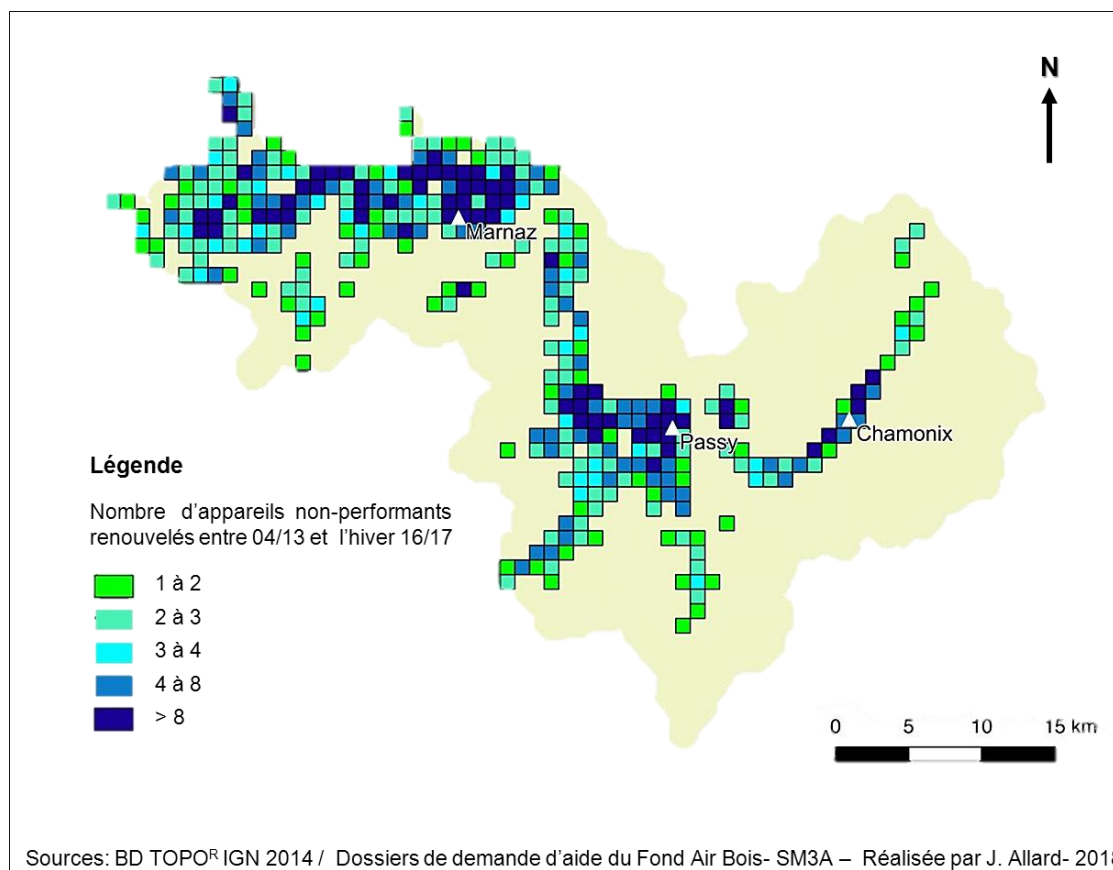 N
Marnaz
Passy
Chamonix
Légende
Nombre d'appareils non-performants
renouvelés entre 04/13 et l'hiver 16/17
1 à 2
2 à 3
3 à 4
4 à 8
> 8
0 5 10 15 km
Sources: BD TOPOᴿ IGN 2014 / Dossiers de demande d'aide du Fond Air Bois- SM3A – Réalisée par J. Allard- 2018